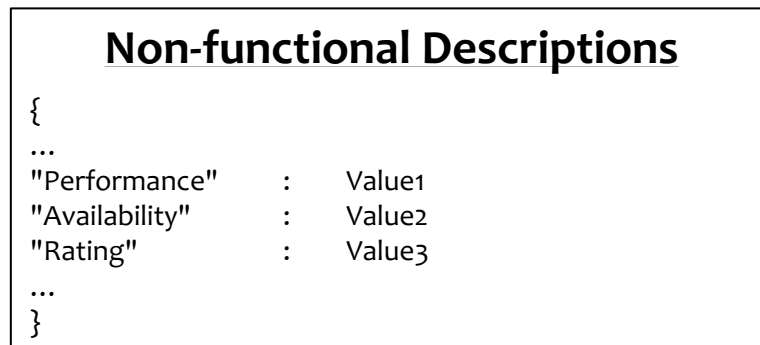 Non-functional Descriptions
{
...
"Performance" : Value1
"Availability" : Value2
"Rating" : Value3
...
}